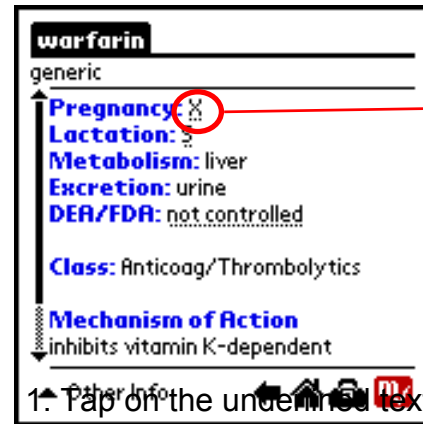 warfarin
generic
Pregnancy: X
Lactation: S
Metabolism: liver
Excretion: urine
DEA/FDA: not controlled
Class: Anticoag/Thrombolytics
Mechanism of Action
inhibits vitamin K-dependent
Other Info
1. Tap on the underlined tex